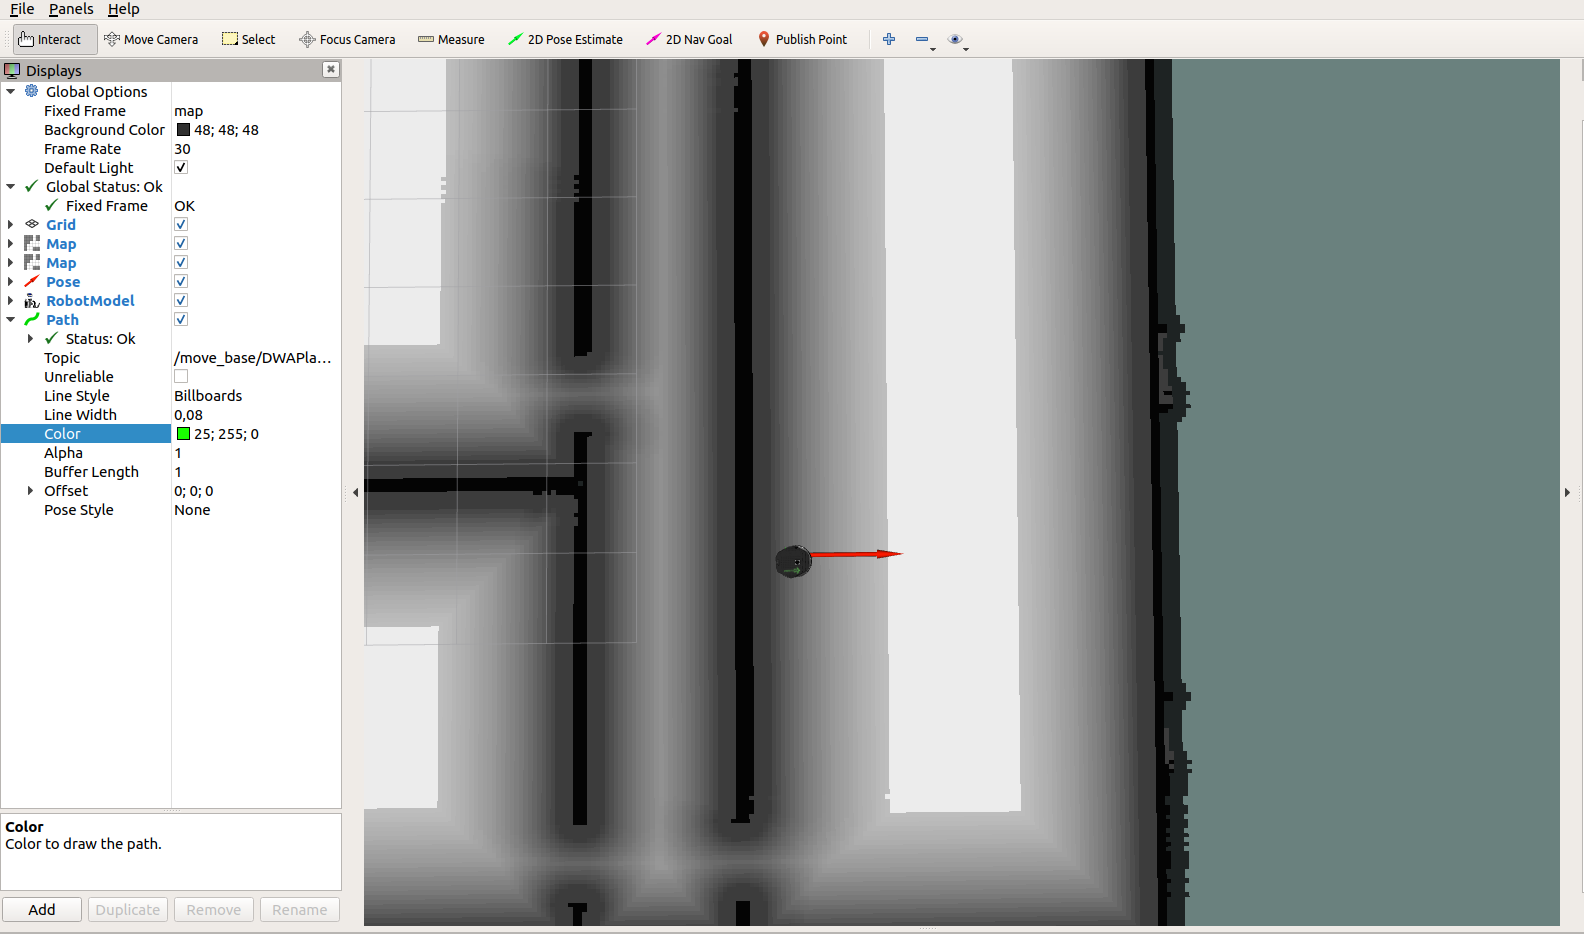 File Panels Help
Interact Move Camera Select Focus Camera Measure 2D Pose Estimate 2D Nav Goal Publish Point
Displays
Global Options
Fixed Frame map
Background Color 48; 48; 48
Frame Rate 30
Default Light
Global Status: Ok
Fixed Frame OK
Grid
Map
Map
Pose
RobotModel
Path
Status: Ok
Topic /move_base/DWAPla...
Unreliable
Line Style Billboards
Line Width 0,08
Color 25; 255; 0
Alpha 1
Buffer Length 1
Offset 0; 0; 0
Pose Style None
Color
Color to draw the path.
Add Duplicate Remove Rename